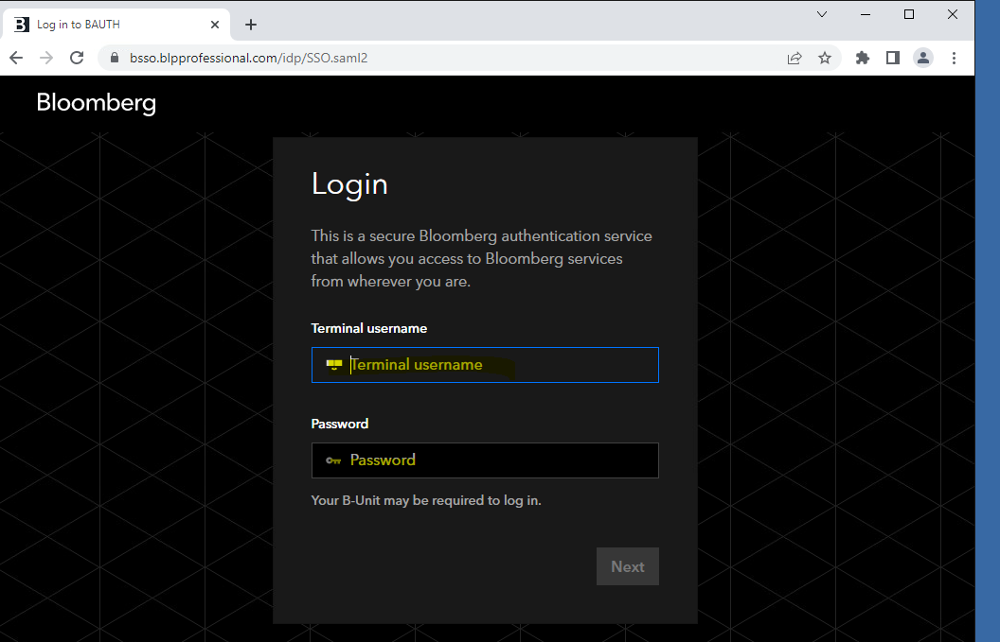 Log in to BAUTH
bsso.blpprofessional.com/idp/SSO.saml2
Bloomberg
Login
This is a secure Bloomberg authentication service
that allows you access to Bloomberg services
from wherever you are.
Terminal username
Terminal username
Password
Password
Your B-Unit may be required to log in.
Next